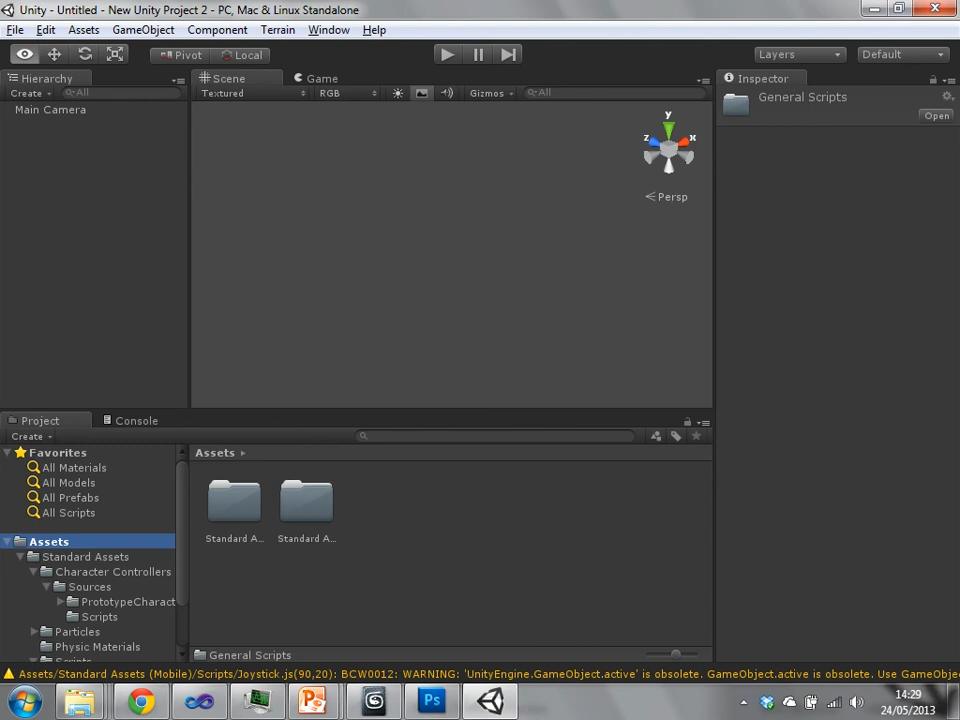 Unity - Untitled - New Unity Project 2 - PC, Mac & Linux Standalone
File Edit Assets GameObject Component Terrain Window Help
Pivot Local Layers Default
Hierarchy Scene Game Inspector
Create All Textured RGB Gizmos All General Scripts
Main Camera Open
y
z x
Persp
Project Console
Create
Favorites Assets
All Materials
All Models
All Prefabs
All Scripts
Standard A... Standard A...
Assets
Standard Assets
Character Controllers
Sources
PrototypeCharact
Scripts
Particles
Physic Materials
General Scripts
Scripts
Assets/Standard Assets (Mobile)/Scripts/Joystick.js(90,20): BCW0012: WARNING: 'UnityEngine.GameObject.active' is obsolete. GameObject.active is obsolete. Use GameObjec
14:29
24/05/2013